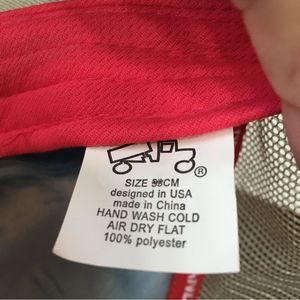 ®
SIZE 58CM
designed in USA
made in China
HAND WASH COLD
AIR DRY FLAT
100% polyester